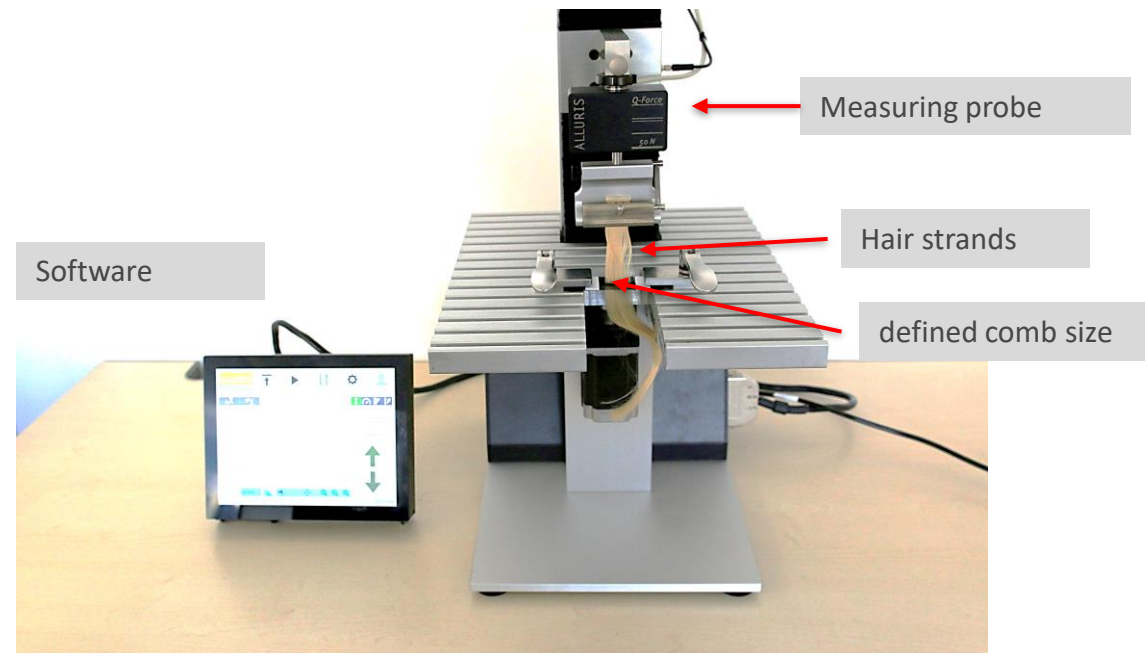 ALLURIS
Q-Force
50 N
Measuring probe
Hair strands
defined comb size
Software